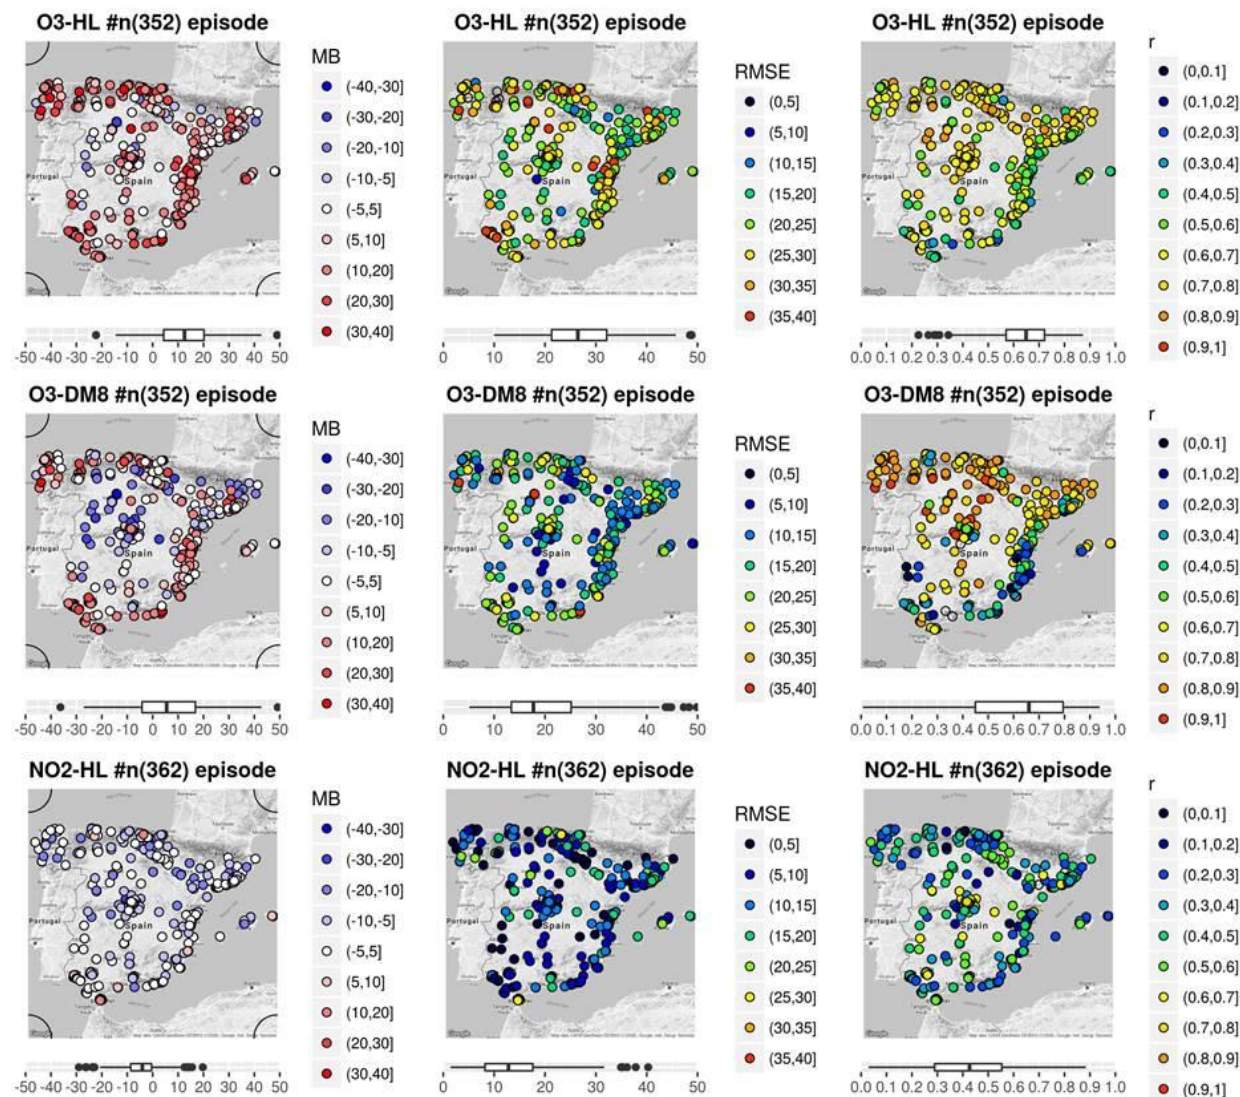 O3-HL #n(352) episode
Portugal
Spain
Google
-50 -40 -30 -20 -10 0 10 20 30 40 50
MB
(-40,-30]
(-30,-20]
(-20,-10]
(-10,-5]
(-5,5]
(5,10]
(10,20]
(20,30]
(30,40]
O3-HL #n(352) episode
Spain
Google
0 10 20 30 40 50
RMSE
(0,5]
(5,10]
(10,15]
(15,20]
(20,25]
(25,30]
(30,35]
(35,40]
O3-HL #n(352) episode
Portugal
Spain
Google
0.0 0.1 0.2 0.3 0.4 0.5 0.6 0.7 0.8 0.9 1.0
r
(0,0.1]
(0.1,0.2]
(0.2,0.3]
(0.3,0.4]
(0.4,0.5]
(0.5,0.6]
(0.6,0.7]
(0.7,0.8]
(0.8,0.9]
(0.9,1]
O3-DM8 #n(352) episode
Portugal
Spain
Google
-50 -40 -30 -20 -10 0 10 20 30 40 50
MB
(-40,-30]
(-30,-20]
(-20,-10]
(-10,-5]
(-5,5]
(5,10]
(10,20]
(20,30]
(30,40]
O3-DM8 #n(352) episode
Portugal
Spain
Google
0 10 20 30 40 50
RMSE
(0,5]
(5,10]
(10,15]
(15,20]
(20,25]
(25,30]
(30,35]
(35,40]
O3-DM8 #n(352) episode
Portugal
Spain
Google
0.0 0.1 0.2 0.3 0.4 0.5 0.6 0.7 0.8 0.9 1.0
r
(0,0.1]
(0.1,0.2]
(0.2,0.3]
(0.3,0.4]
(0.4,0.5]
(0.5,0.6]
(0.6,0.7]
(0.7,0.8]
(0.8,0.9]
(0.9,1]
NO2-HL #n(362) episode
Portugal
Spain
Google
-50 -40 -30 -20 -10 0 10 20 30 40 50
MB
(-40,-30]
(-30,-20]
(-20,-10]
(-10,-5]
(-5,5]
(5,10]
(10,20]
(20,30]
(30,40]
NO2-HL #n(362) episode
Portugal
Spain
Google
0 10 20 30 40 50
RMSE
(0,5]
(5,10]
(10,15]
(15,20]
(20,25]
(25,30]
(30,35]
(35,40]
NO2-HL #n(362) episode
Portugal
Spain
Google
0.0 0.1 0.2 0.3 0.4 0.5 0.6 0.7 0.8 0.9 1.0
r
(0,0.1]
(0.1,0.2]
(0.2,0.3]
(0.3,0.4]
(0.4,0.5]
(0.5,0.6]
(0.6,0.7]
(0.7,0.8]
(0.8,0.9]
(0.9,1]